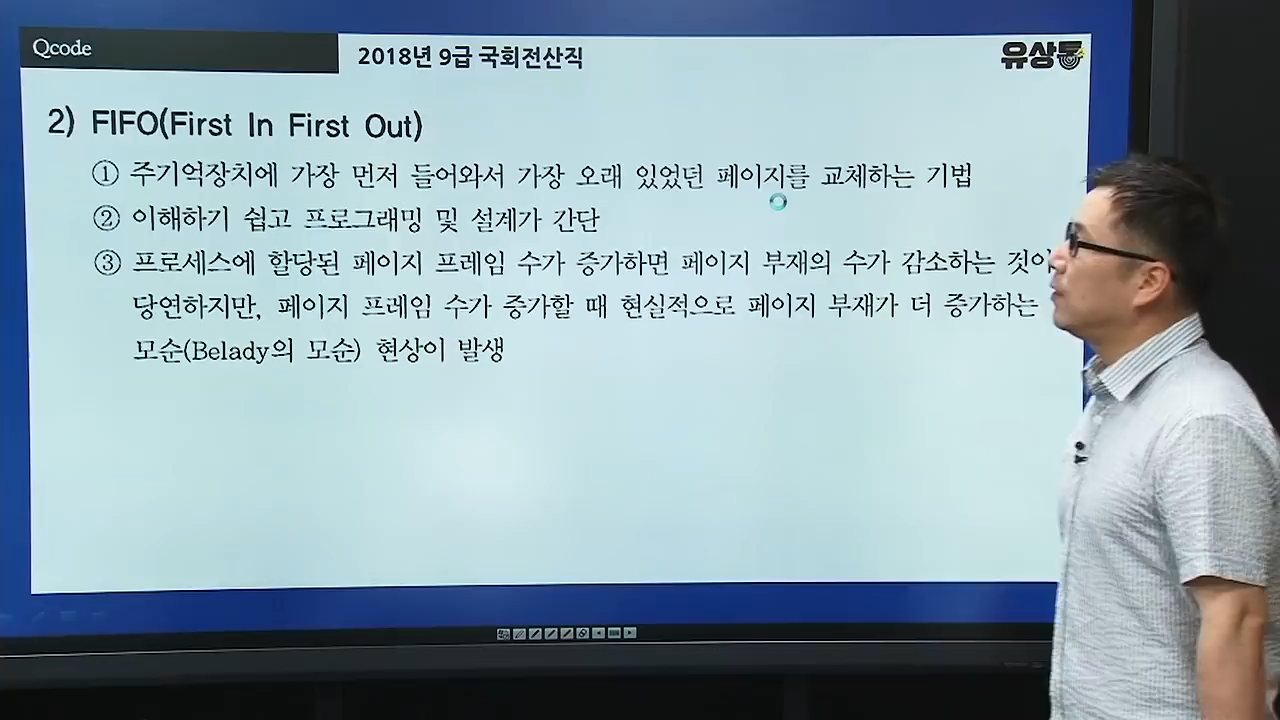 Qcode
2018년 9급 국회전산직
유상통
2) FIFO(First In First Out)
① 주기억장치에 가장 먼저 들어와서 가장 오래 있었던 페이지를 교체하는 기법
② 이해하기 쉽고 프로그래밍 및 설계가 간단
③ 프로세스에 할당된 페이지 프레임 수가 증가하면 페이지 부재의 수가 감소하는 것이
당연하지만, 페이지 프레임 수가 증가할 때 현실적으로 페이지 부재가 더 증가하는
모순(Belady의 모순) 현상이 발생